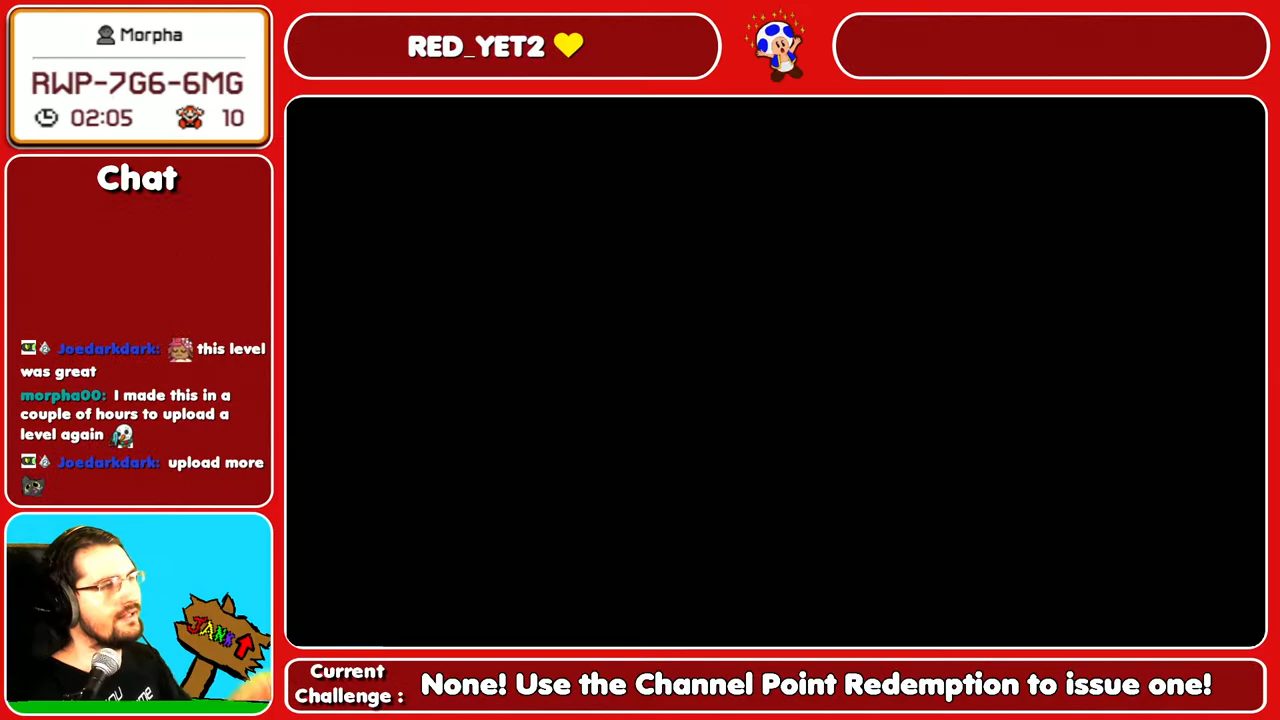 Morpha
RWP-7G6-6MG
02:05 10
RED_YET2
Chat
Joedarkdark: this level
was great
morpha00: I made this in a
couple of hours to upload a
level again
Joedarkdark: upload more
JANK
Current
Challenge :
None! Use the Channel Point Redemption to issue one!